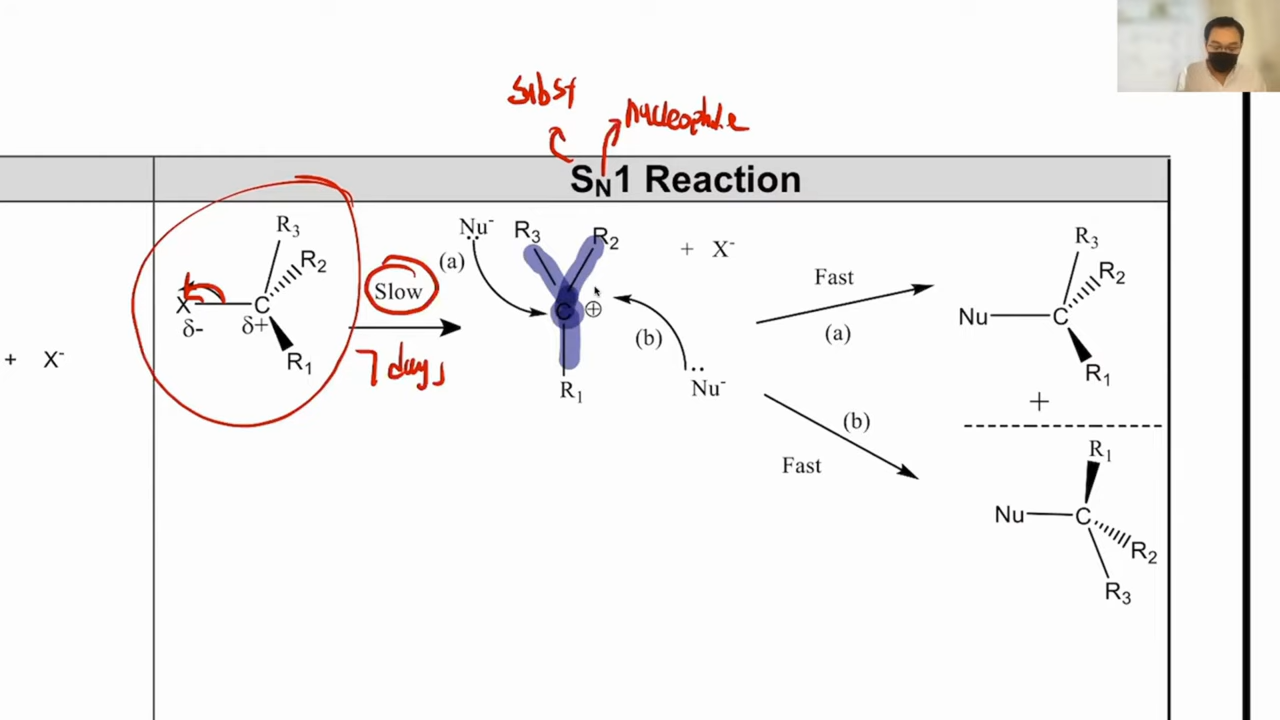 Subst
Nucleophile
SN1 Reaction
+ X-
X
δ-
C
δ+
R3
R2
R1
Slow
7 days
(a)
Nu-
R3
R2
C
⊕
R1
+ X-
(b)
Nu-
Fast
(a)
(b)
Fast
Nu
C
R3
R2
R1
+
Nu
C
R1
R2
R3